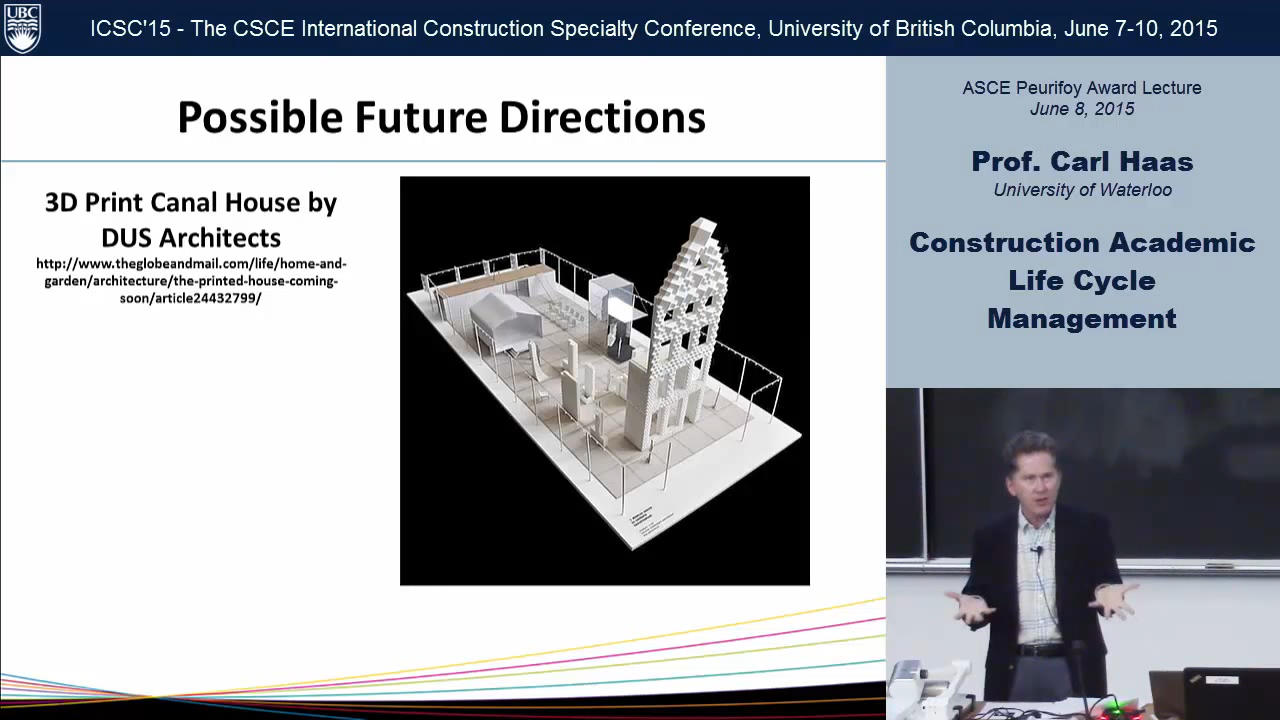 UBC
ICSC'15 - The CSCE International Construction Specialty Conference, University of British Columbia, June 7-10, 2015
Possible Future Directions
3D Print Canal House by
DUS Architects
http://www.theglobeandmail.com/life/home-and-
garden/architecture/the-printed-house-coming-
soon/article24432799/
ASCE Peurifoy Award Lecture
June 8, 2015
Prof. Carl Haas
University of Waterloo
Construction Academic
Life Cycle
Management